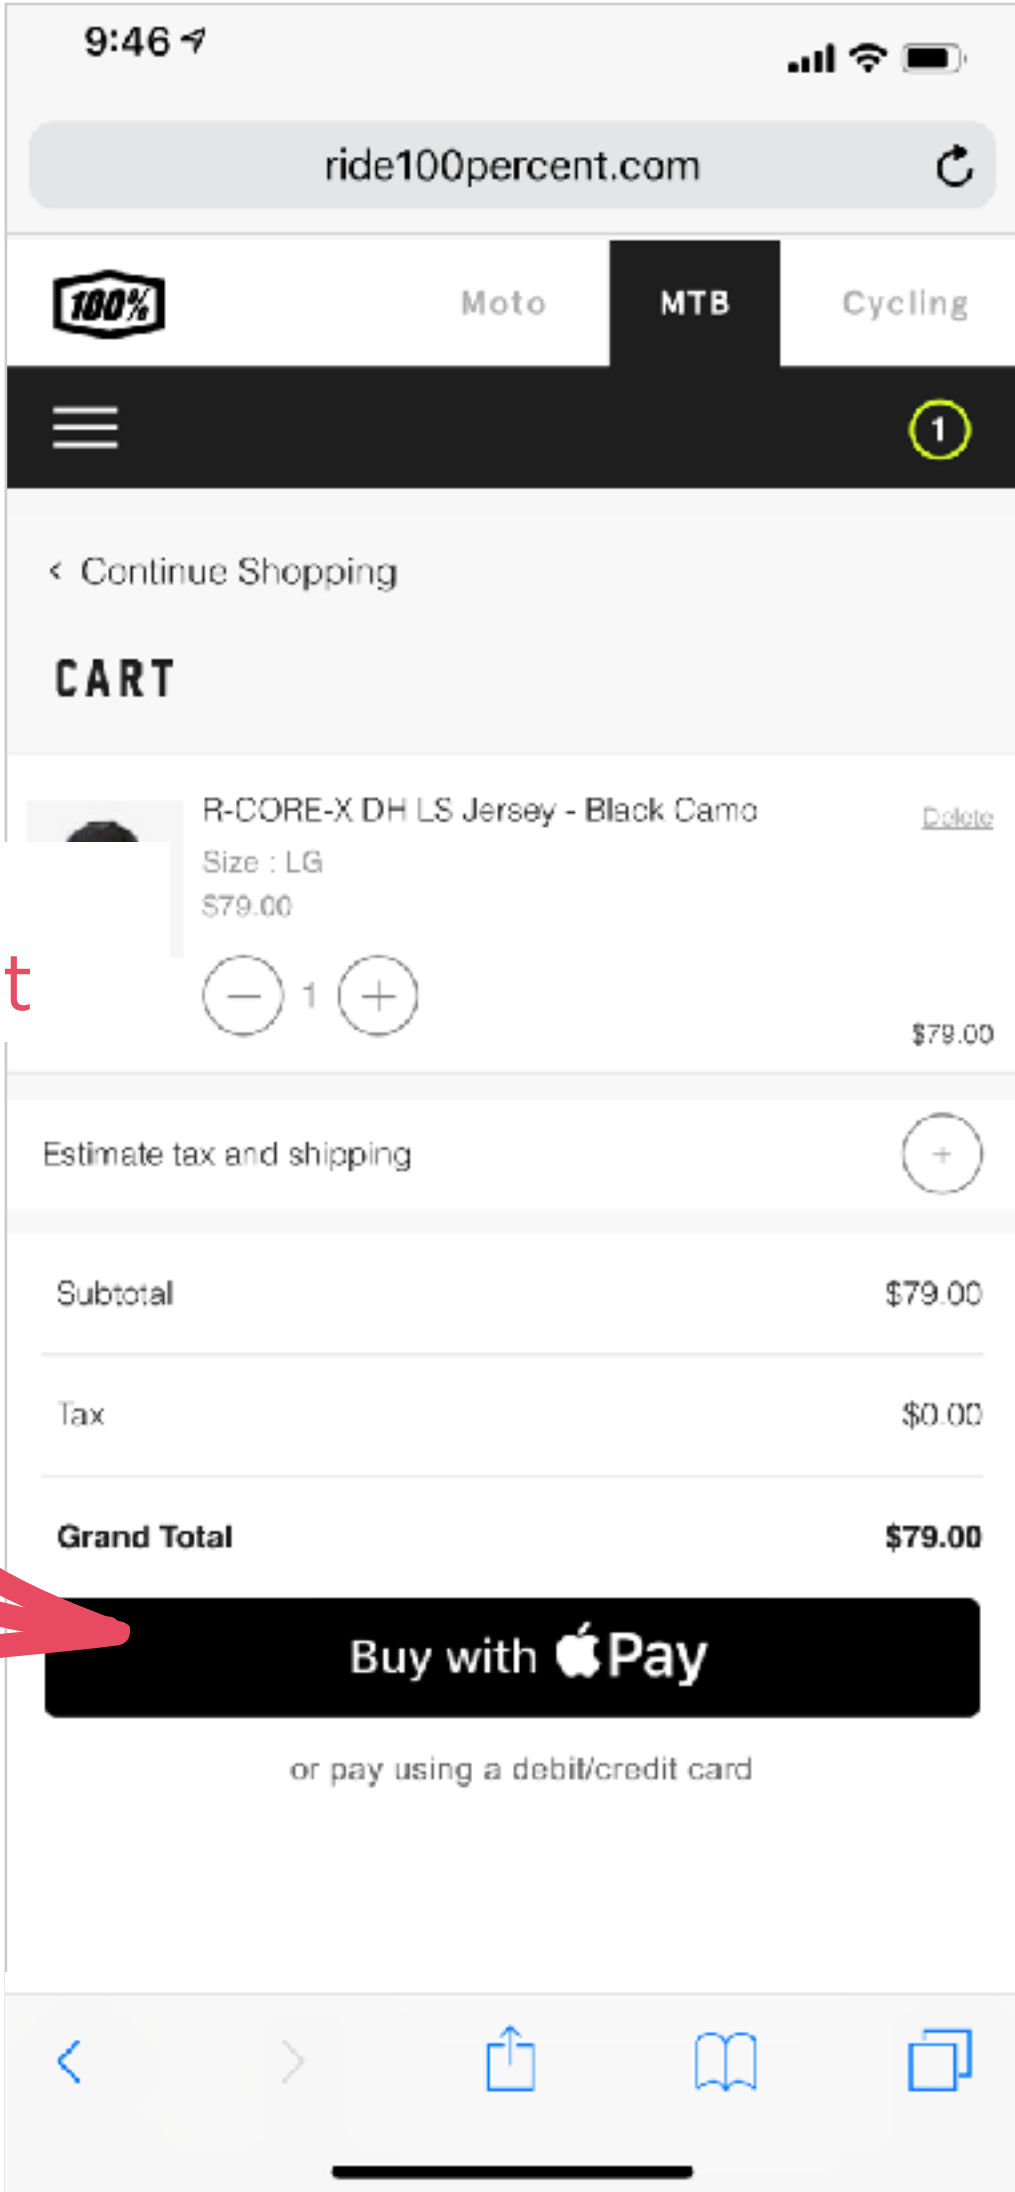 9:46
ride100percent.com
100% Moto MTB Cycling
1
Continue Shopping
CART
R-CORE-X DH LS Jersey - Black Camo Delete
Size : LG
$79.00
t
1
$79.00
Estimate tax and shipping
Subtotal $79.00
Tax $0.00
Grand Total $79.00
Buy with Pay
or pay using a debit/credit card